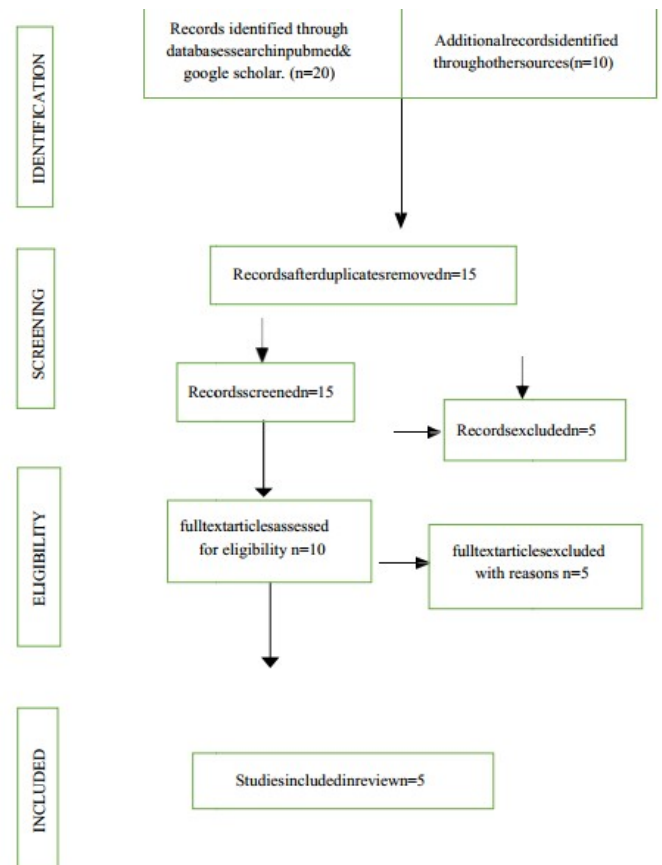 IDENTIFICATION
Records identified through
databasessearchinpubmed&
google scholar. (n=20)
Additionalrecordsidentified
throughothersources(n=10)
SCREENING
Recordsafterduplicatesremovedn=15
Recordsscreenedn=15
Recordsexcludedn=5
ELIGIBILITY
fulltextarticlesassessed
for eligibility n=10
fulltextarticlesexcluded
with reasons n=5
INCLUDED
Studiesincludedinreviewn=5